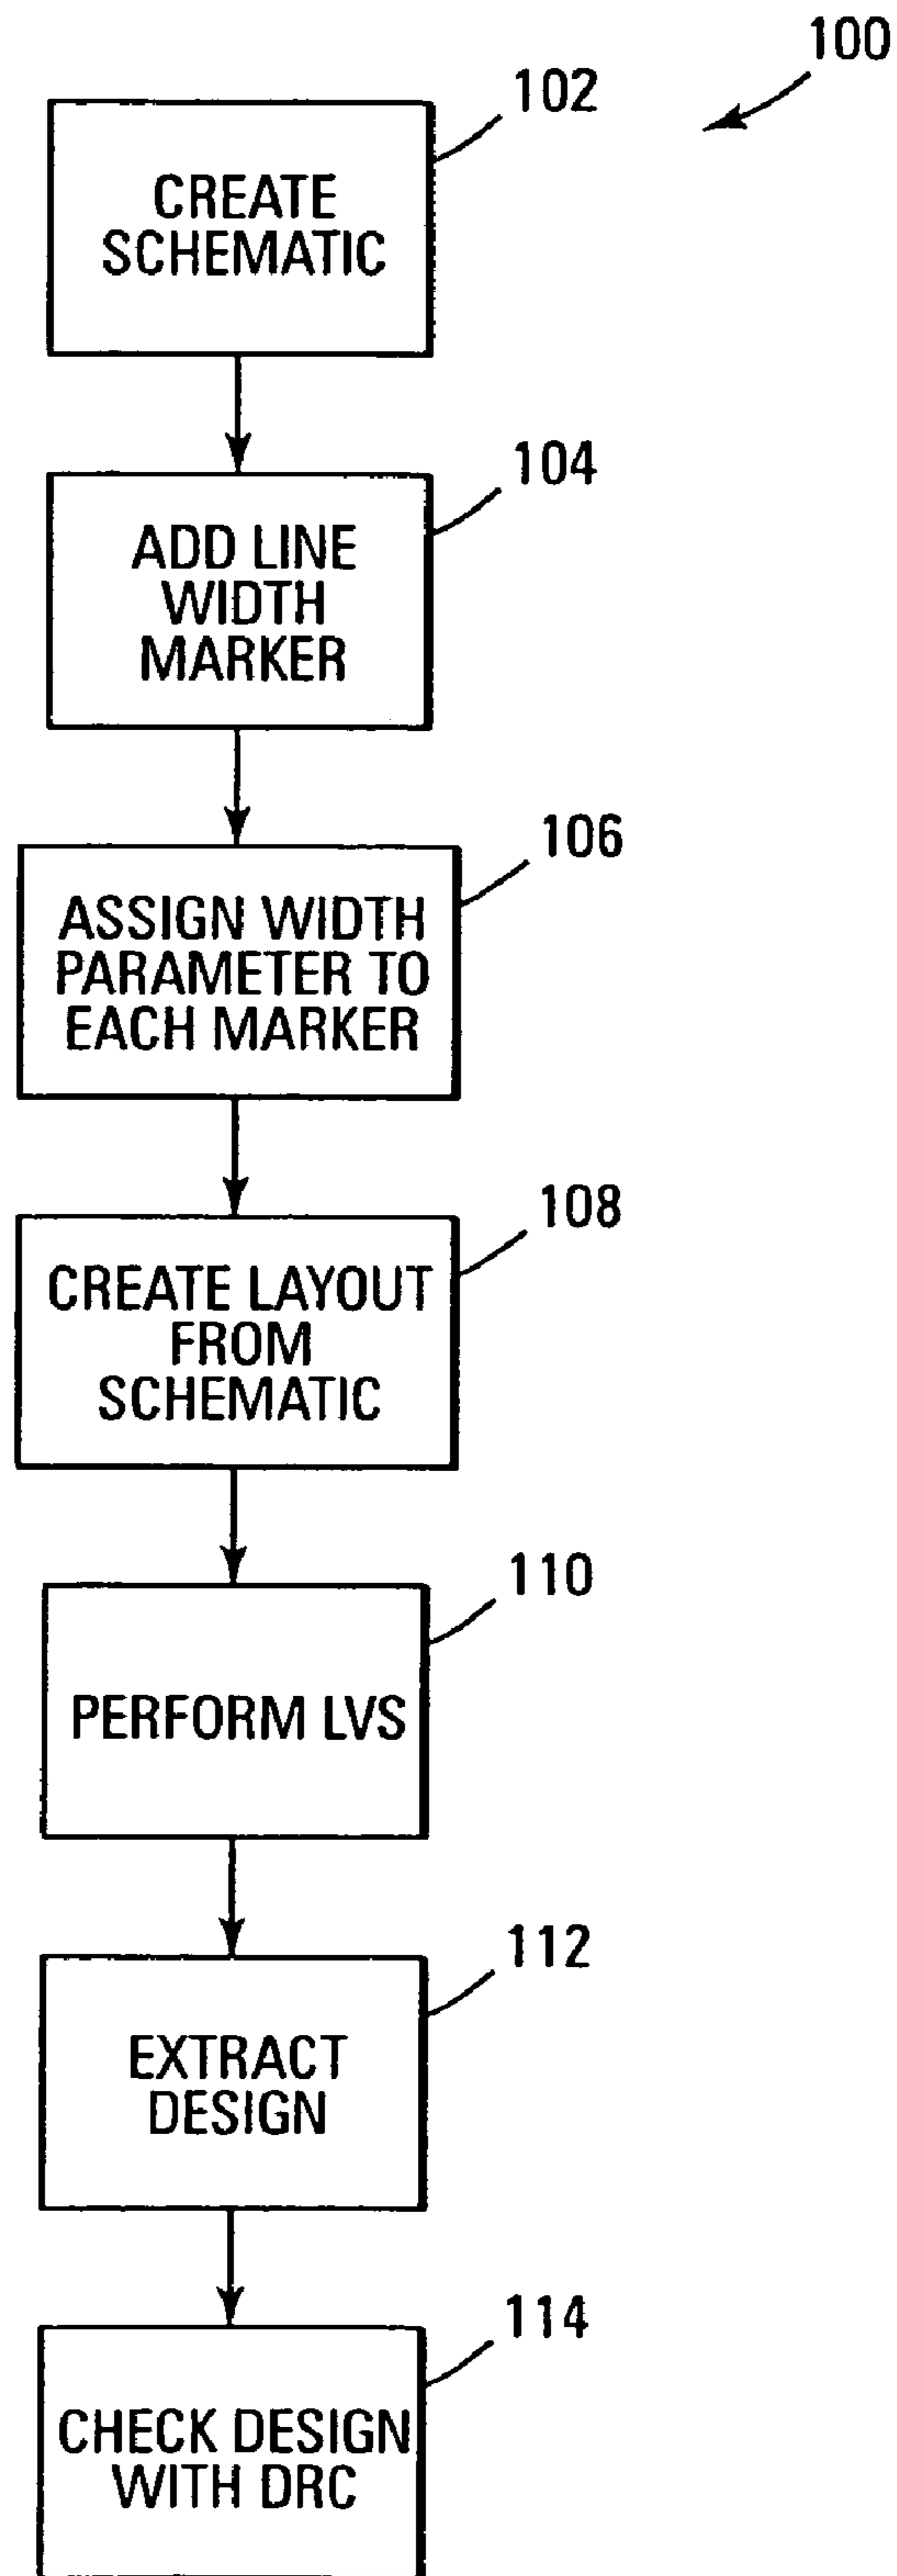 100
102
CREATE
SCHEMATIC
104
ADD LINE
WIDTH
MARKER
106
ASSIGN WIDTH
PARAMETER TO
EACH MARKER
108
CREATE LAYOUT
FROM
SCHEMATIC
110
PERFORM LVS
112
EXTRACT
DESIGN
114
CHECK DESIGN
WITH DRC